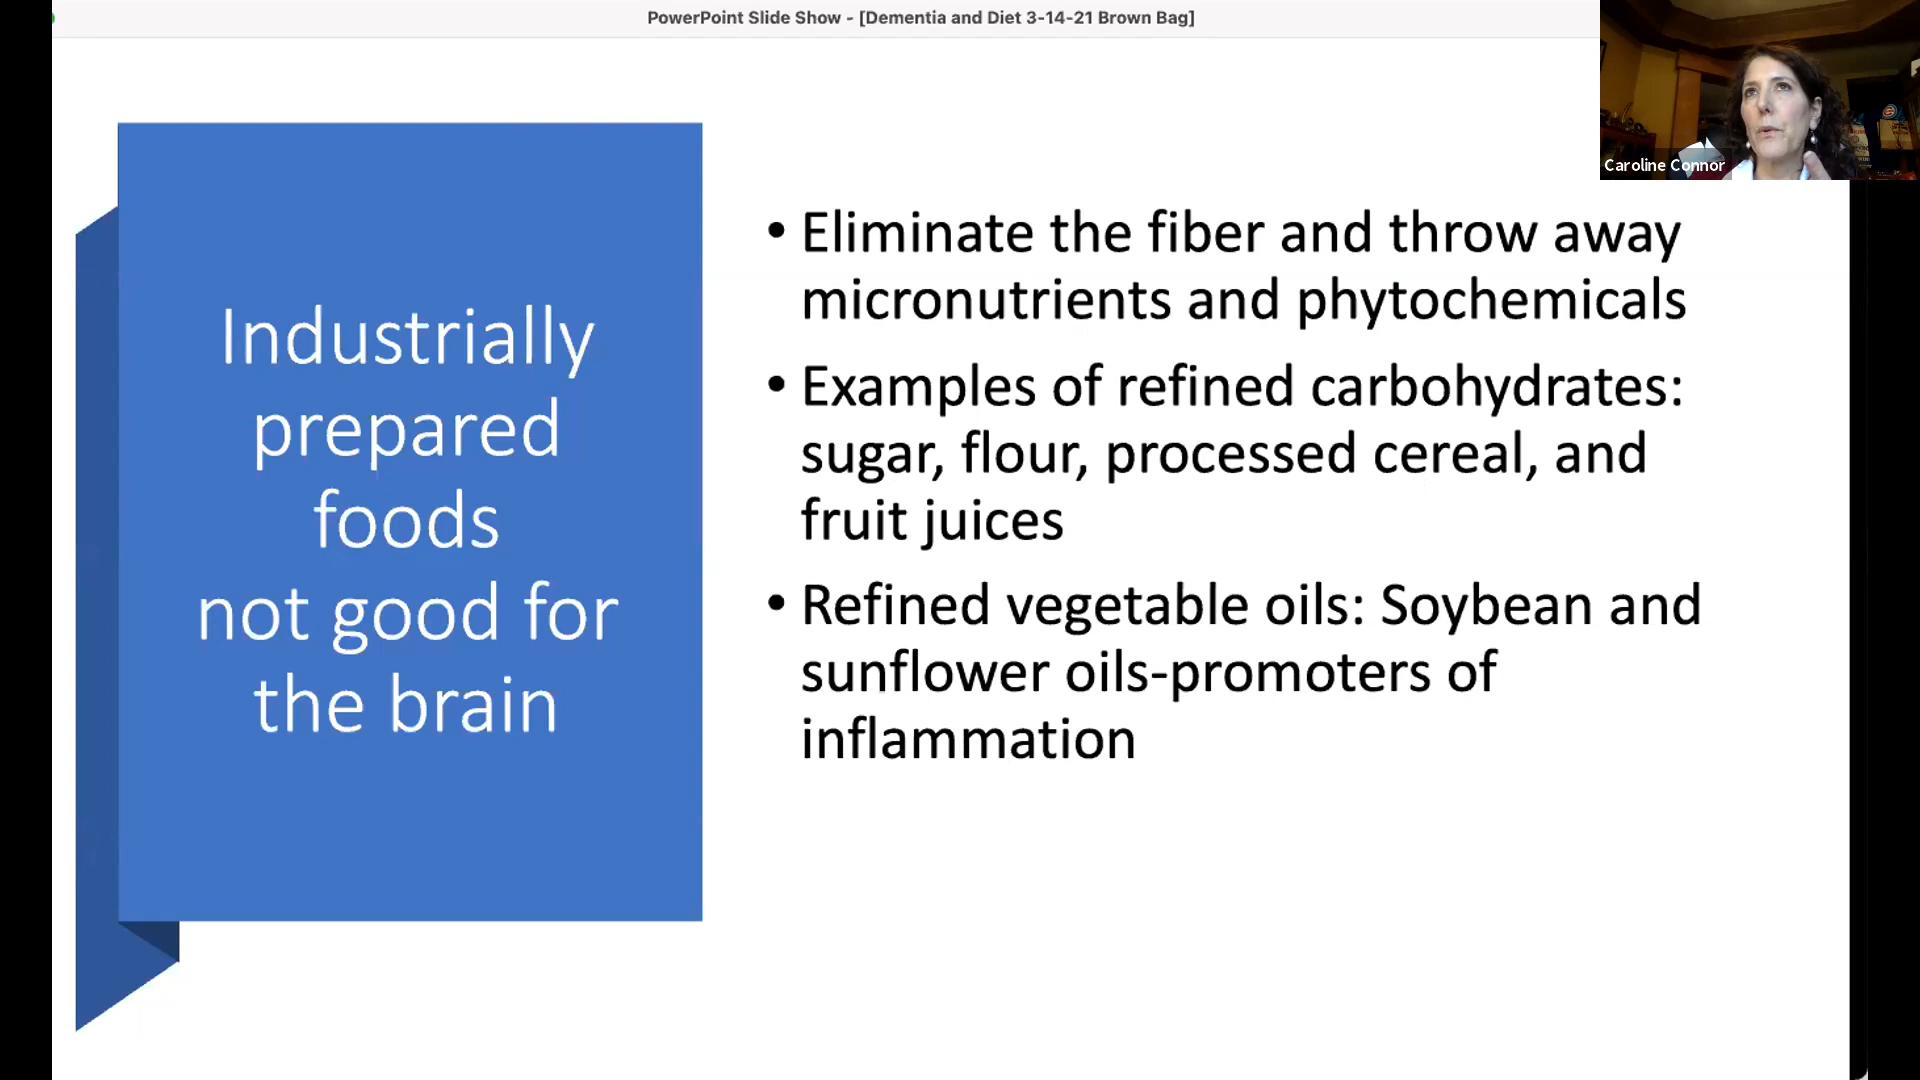 PowerPoint Slide Show - [Dementia and Diet 3-14-21 Brown Bag]
Caroline Connor
Industrially
prepared
foods
not good for
the brain
• Eliminate the fiber and throw away
micronutrients and phytochemicals
• Examples of refined carbohydrates:
sugar, flour, processed cereal, and
fruit juices
• Refined vegetable oils: Soybean and
sunflower oils-promoters of
inflammation